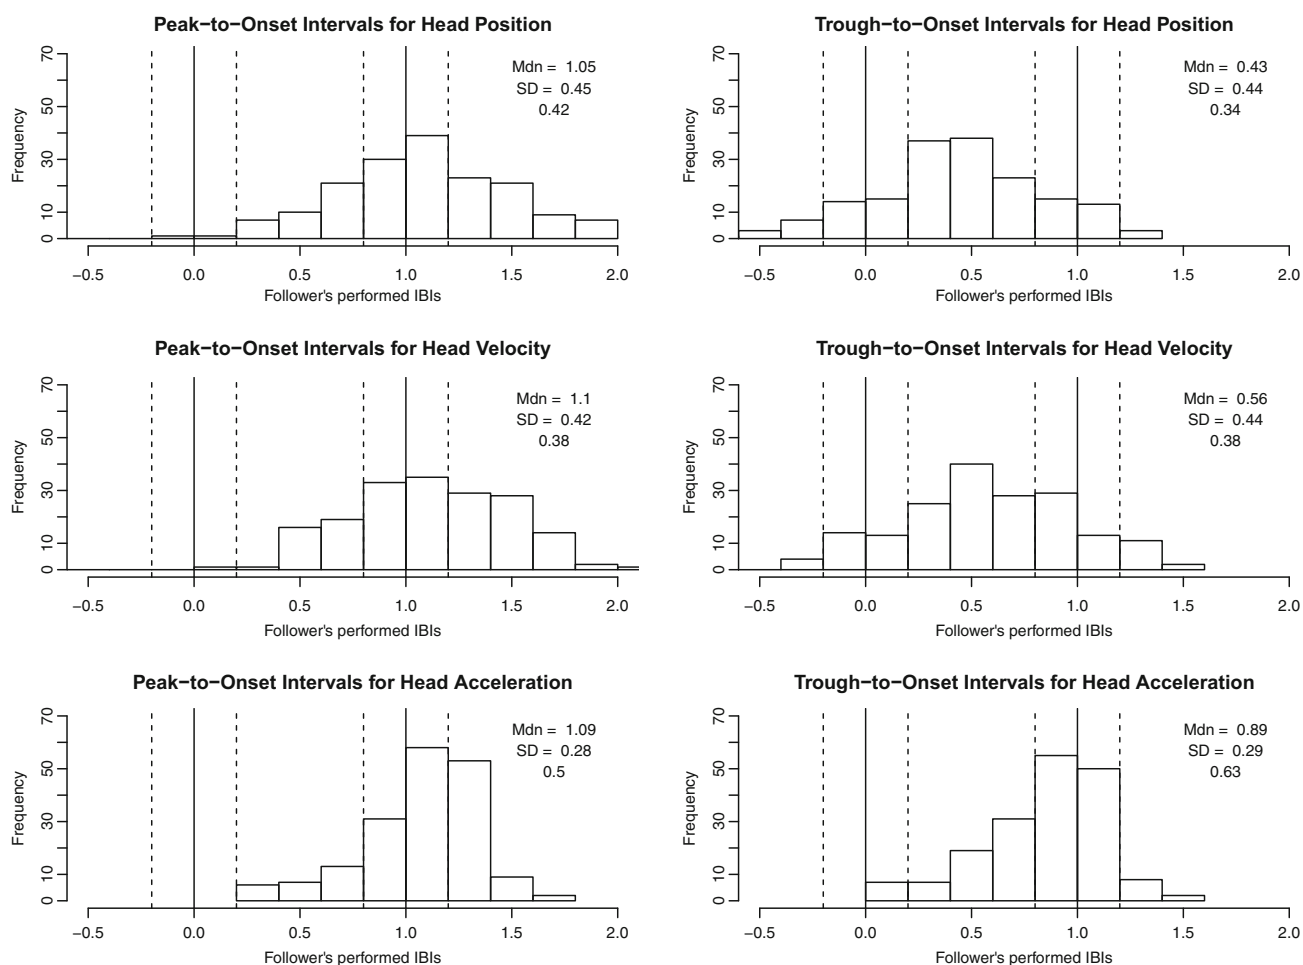 Peak−to−Onset Intervals for Head Position
Mdn = 1.05
SD = 0.45
0.42
Frequency
0 10 30 50 70
−0.5 0.0 0.5 1.0 1.5 2.0
Follower's performed IBIs
Trough−to−Onset Intervals for Head Position
Mdn = 0.43
SD = 0.44
0.34
Frequency
0 10 30 50 70
−0.5 0.0 0.5 1.0 1.5 2.0
Follower's performed IBIs
Peak−to−Onset Intervals for Head Velocity
Mdn = 1.1
SD = 0.42
0.38
Frequency
0 10 30 50 70
−0.5 0.0 0.5 1.0 1.5 2.0
Follower's performed IBIs
Trough−to−Onset Intervals for Head Velocity
Mdn = 0.56
SD = 0.44
0.38
Frequency
0 10 30 50 70
−0.5 0.0 0.5 1.0 1.5 2.0
Follower's performed IBIs
Peak−to−Onset Intervals for Head Acceleration
Mdn = 1.09
SD = 0.28
0.5
Frequency
0 10 30 50 70
−0.5 0.0 0.5 1.0 1.5 2.0
Follower's performed IBIs
Trough−to−Onset Intervals for Head Acceleration
Mdn = 0.89
SD = 0.29
0.63
Frequency
0 10 30 50 70
−0.5 0.0 0.5 1.0 1.5 2.0
Follower's performed IBIs